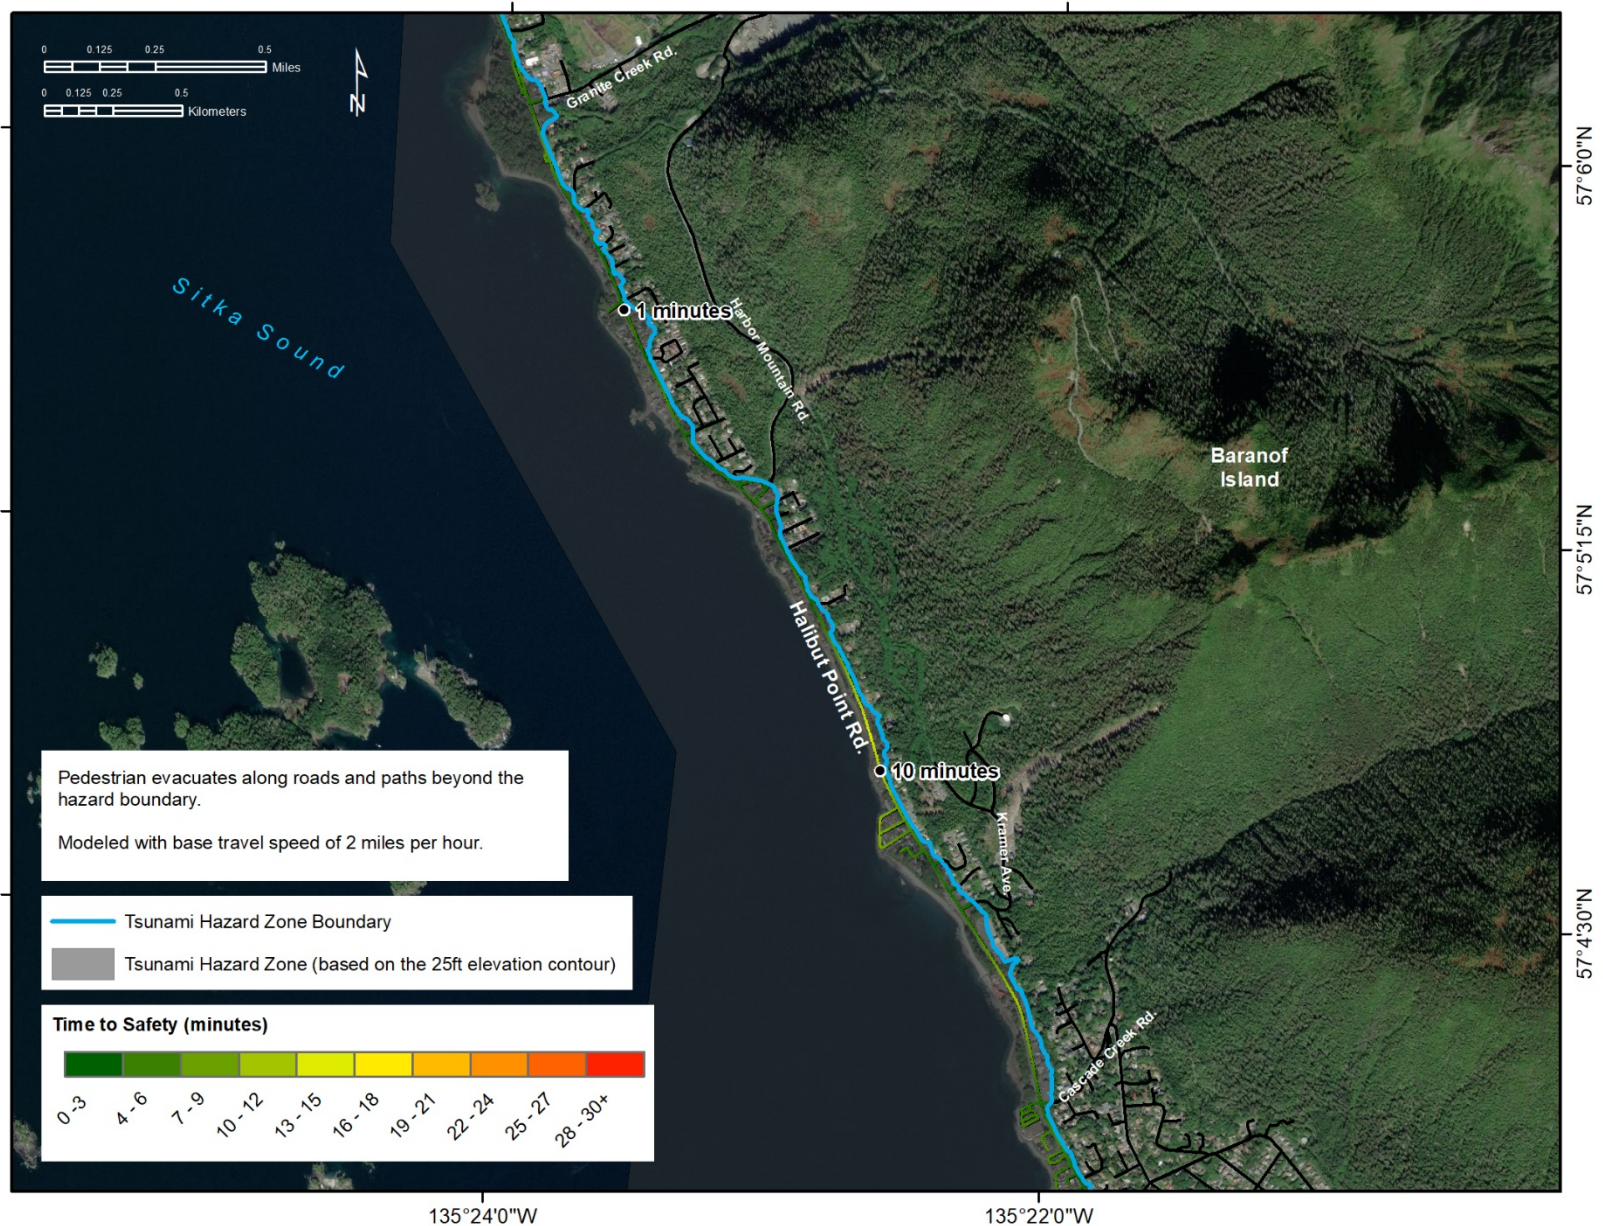 0 0.125 0.25 0.5
Miles
0 0.125 0.25 0.5
Kilometers
N
Granite Creek Rd.
57°6'0"N
Sitka Sound
1 minutes
Harbor Mountain Rd.
Baranof
Island
57°5'15"N
Halibut Point Rd.
10 minutes
Kramer Ave.
57°4'30"N
Cascade Creek Rd.
Pedestrian evacuates along roads and paths beyond the
hazard boundary.
Modeled with base travel speed of 2 miles per hour.
Tsunami Hazard Zone Boundary
Tsunami Hazard Zone (based on the 25ft elevation contour)
Time to Safety (minutes)
0 -3
4 - 6
7 - 9
10 - 12
13 - 15
16 - 18
19 - 21
22 - 24
25 - 27
28 - 30+
135°24'0"W
135°22'0"W